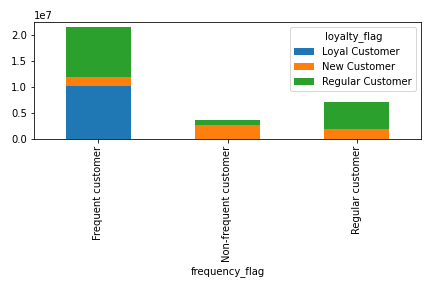 1e7
2.0
1.5
1.0
0.5
0.0
loyalty_flag
Loyal Customer
New Customer
Regular Customer
Frequent customer
Non-frequent customer
Regular customer
frequency_flag